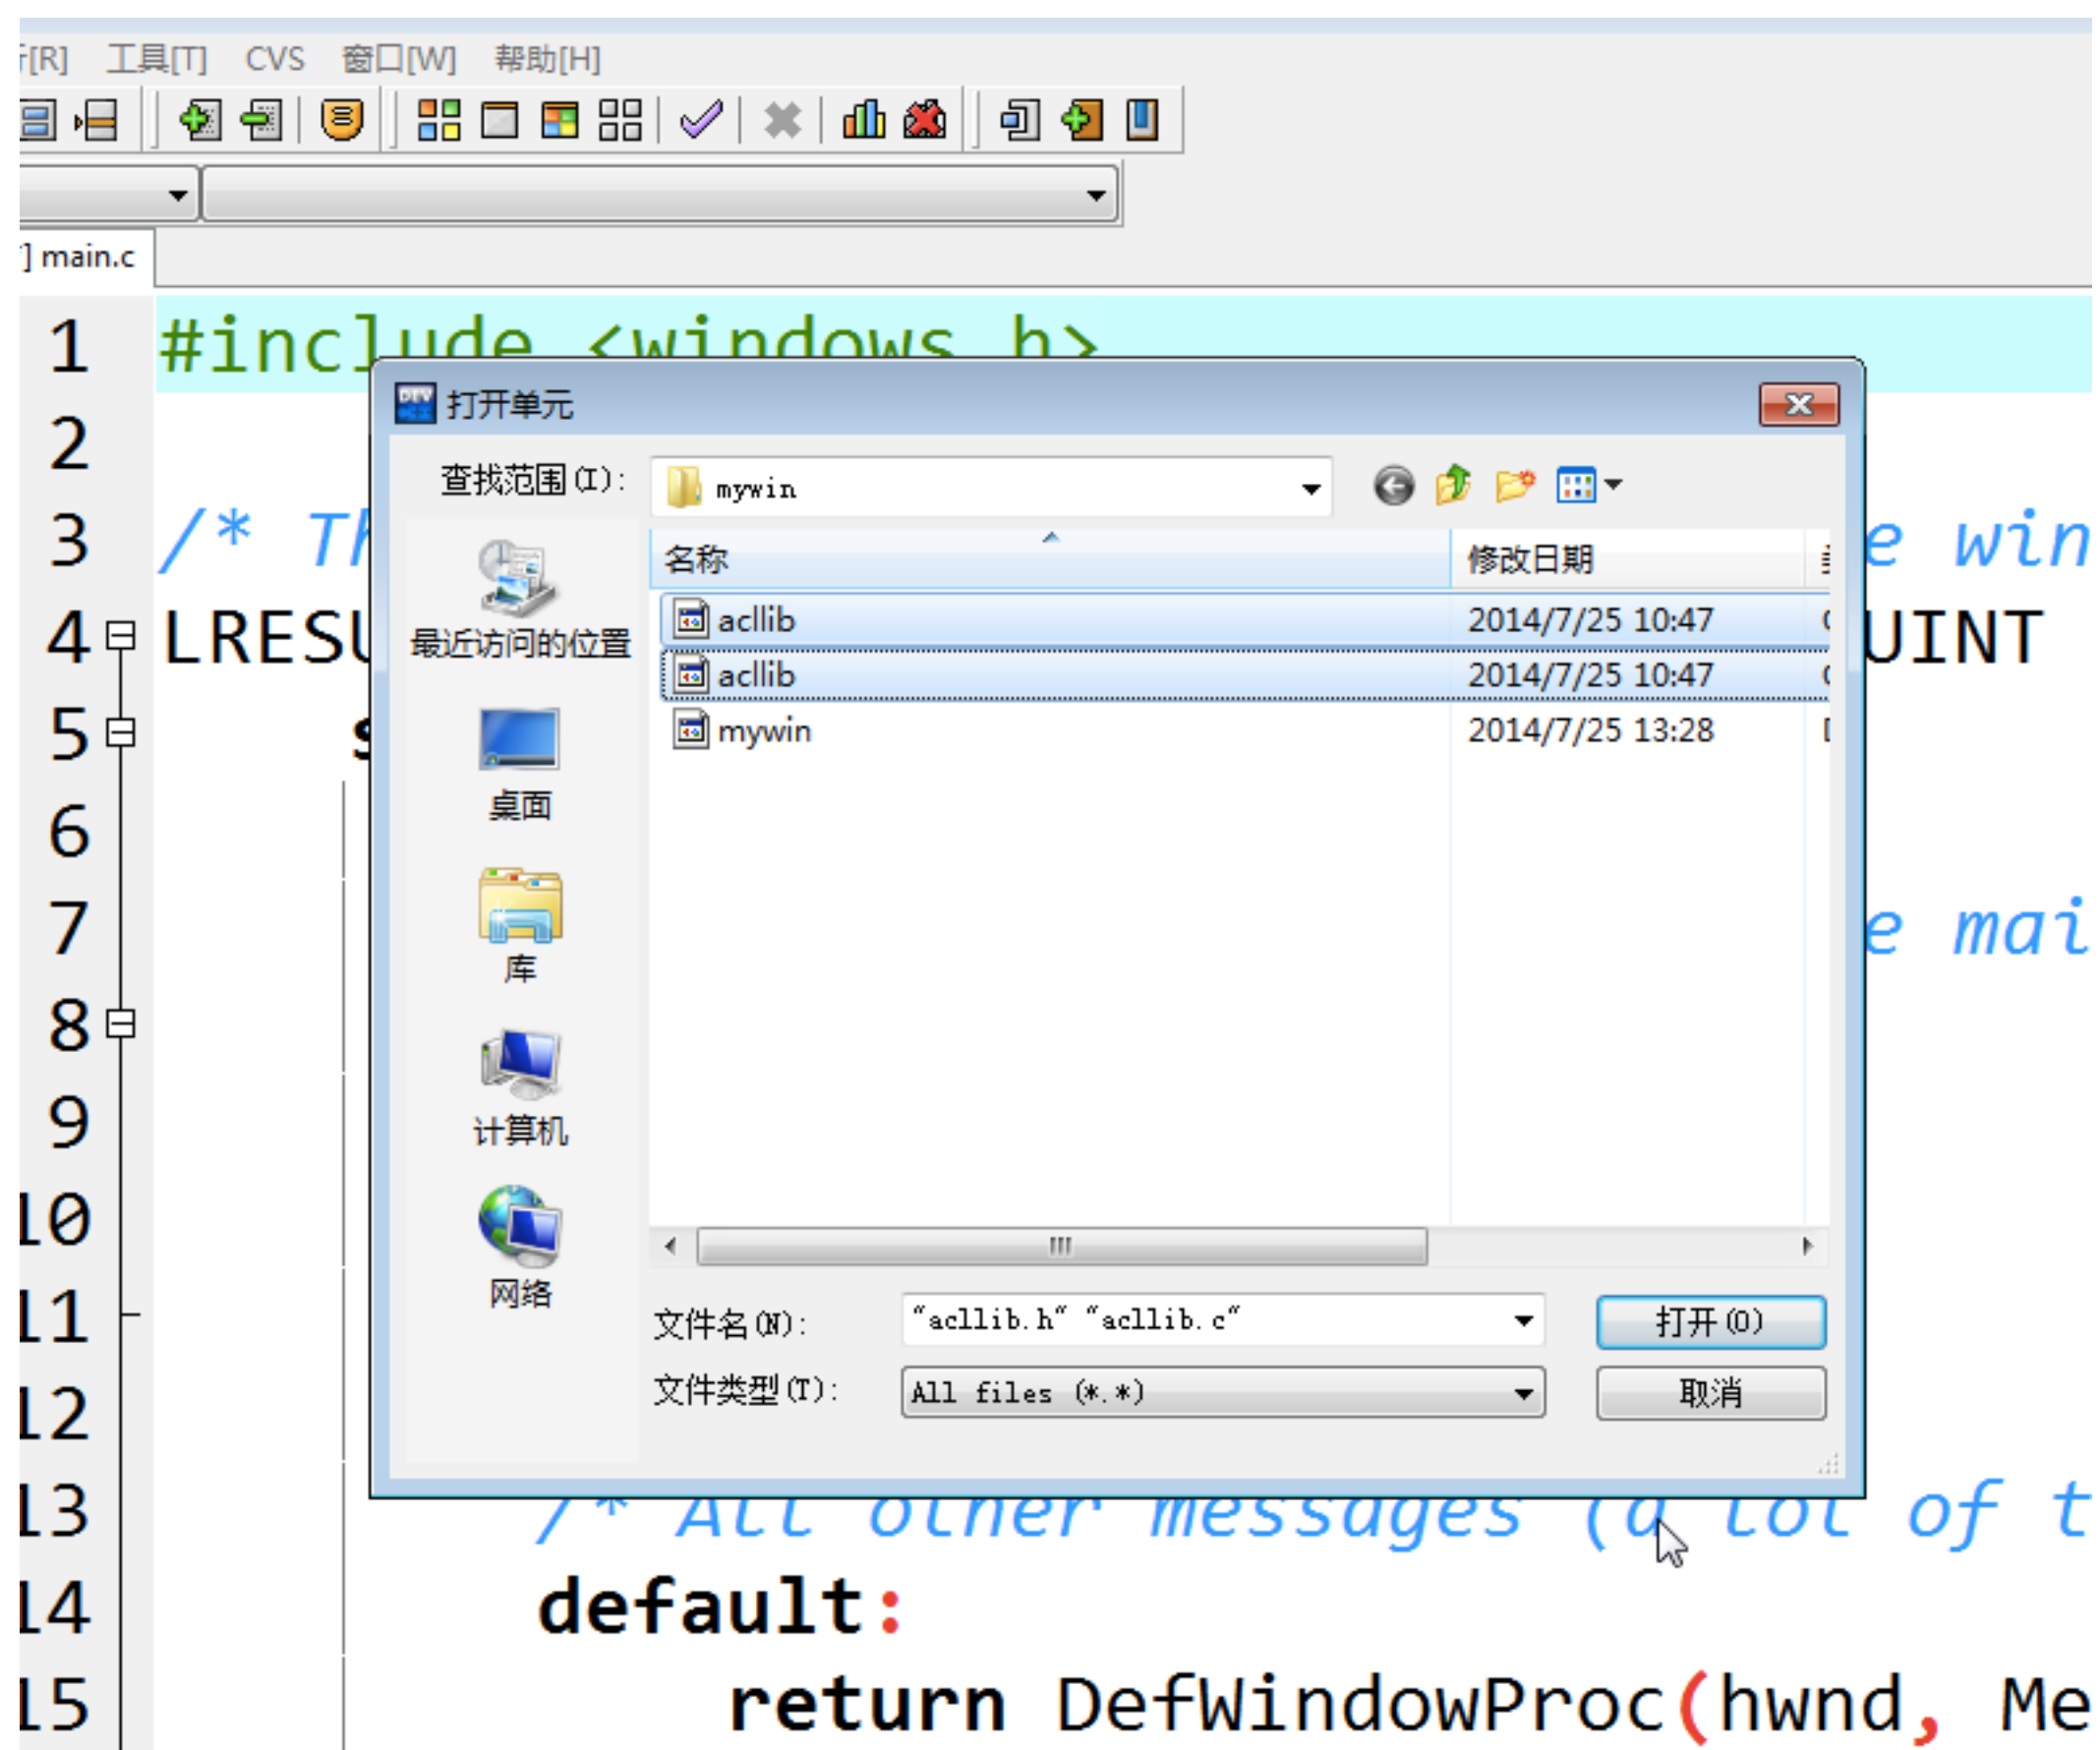 [R] 工具[T] CVS 窗口[W] 帮助[H]
] main.c
1 #include <windows.h>
打开单元
2
查找范围(I): mywin
3 /* Th e win
名称 修改日期
4 LRESU UINT
acllib 2014/7/25 10:47
最近访问的位置
acllib 2014/7/25 10:47
5 s
mywin 2014/7/25 13:28
桌面
6
7 e mai
库
8
9
计算机
10
网络
11
文件名(N): "acllib.h" "acllib.c" 打开(O)
12
文件类型(T): All files (*.*) 取消
13 /* All other messages (a lot of t
14 default:
15 return DefWindowProc(hwnd, Me